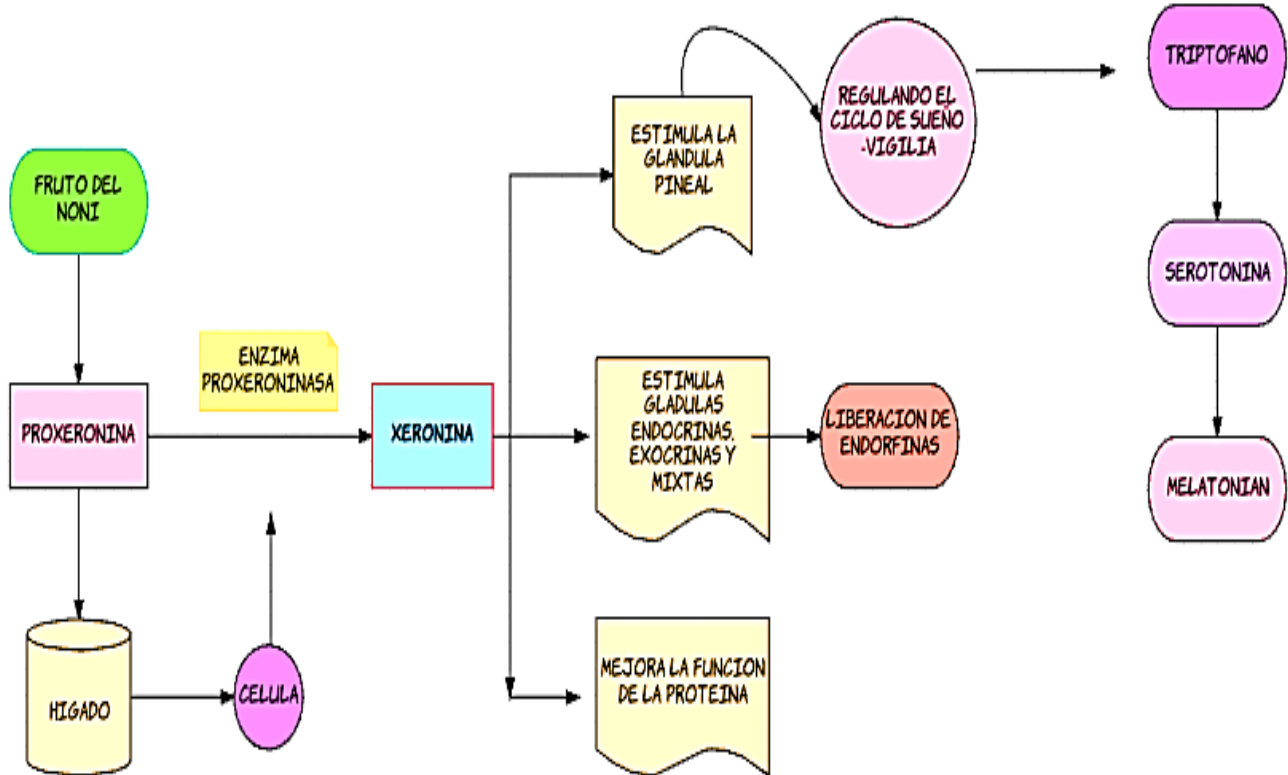 FRUTO DEL
NONI
PROXERONINA
HIGADO
CELULA
ENZIMA
PROXERONINASA
XERONINA
ESTIMULA LA
GLANDULA
PINEAL
REGULANDO EL
CICLO DE SUEÑO
-VIGILIA
TRIPTOFANO
SEROTONINA
MELATONIAN
ESTIMULA
GLADULAS
ENDOCRINAS.
EXOCRINAS Y
MIXTAS
LIBERACION DE
ENDORFINAS
MEJORA LA FUNCION
DE LA PROTEINA